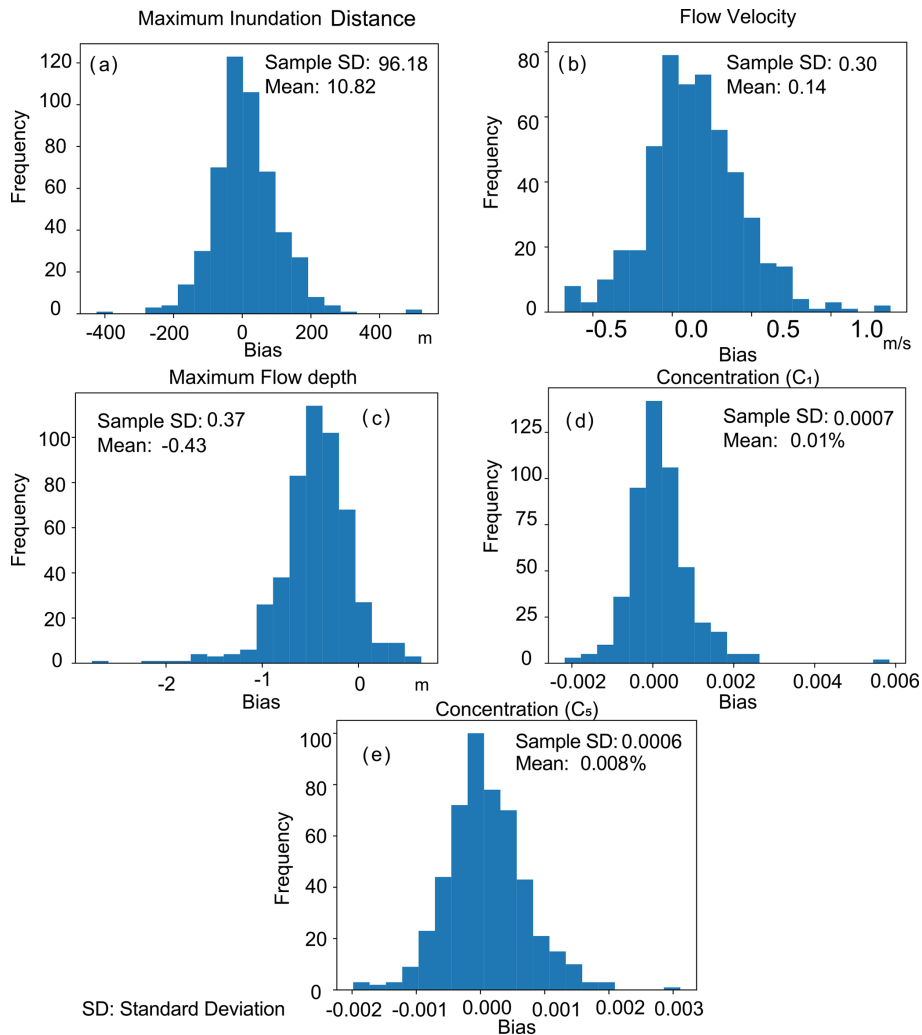 Maximum Inundation Distance
(a)
Sample SD: 96.18
Mean: 10.82
Frequency
120
100
80
60
40
20
0
-400 -200 0 200 400 m
Bias
Flow Velocity
(b)
Sample SD: 0.30
Mean: 0.14
Frequency
80
60
40
20
0
-0.5 0.0 0.5 1.0
m/s
Bias
Maximum Flow depth
Sample SD: 0.37
Mean: -0.43
(c)
Frequency
100
80
60
40
20
0
-2 -1 0 m
Bias
Concentration (C₁)
(d)
Sample SD: 0.0007
Mean: 0.01%
Frequency
125
100
75
50
25
0
-0.002 0.000 0.002 0.004 0.006
Bias
Concentration (C₅)
(e)
Sample SD: 0.0006
Mean: 0.008%
Frequency
100
80
60
40
20
0
-0.002 -0.001 0.000 0.001 0.002 0.003
Bias
SD: Standard Deviation